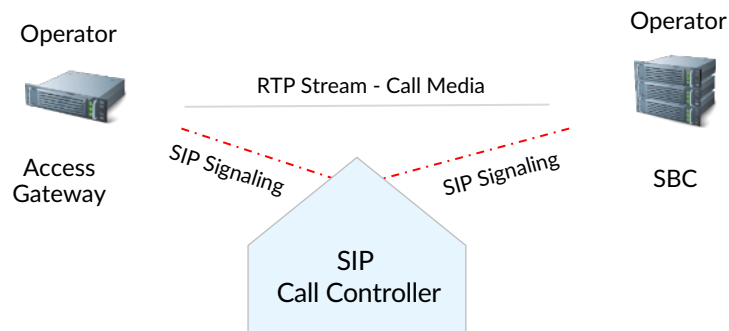 Operator
Operator
RTP Stream - Call Media
SIP Signaling
SIP Signaling
Access
Gateway
SBC
SIP
Call Controller